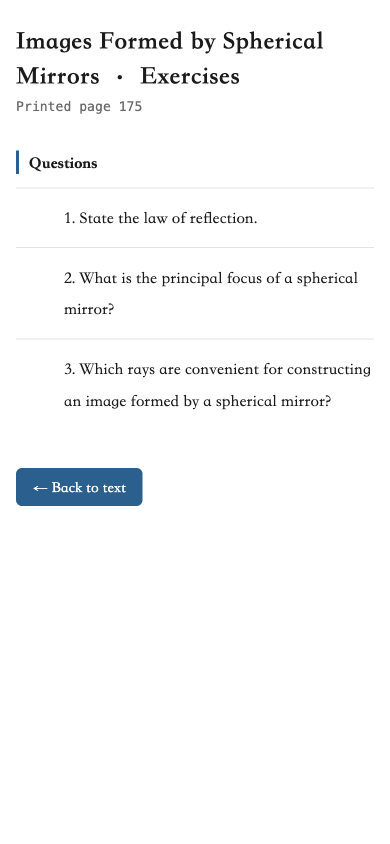 Images Formed by Spherical
Mirrors · Exercises
Printed page 175
Questions
1. State the law of reflection.
2. What is the principal focus of a spherical
mirror?
3. Which rays are convenient for constructing
an image formed by a spherical mirror?
← Back to text